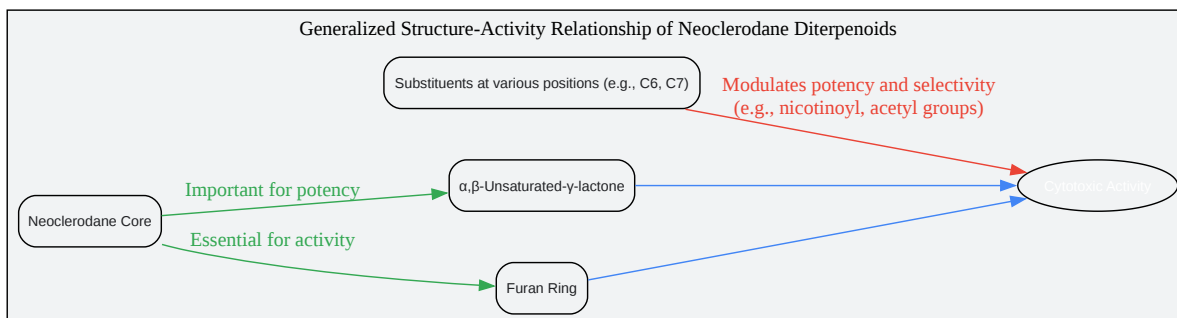 Generalized Structure-Activity Relationship of Neoclerodane Diterpenoids
Substituents at various positions (e.g., C6, C7)
Modulates potency and selectivity
(e.g., nicotinoyl, acetyl groups)
Important for potency
α,β-Unsaturated-γ-lactone
Cytotoxic Activity
Neoclerodane Core
Essential for activity
Furan Ring